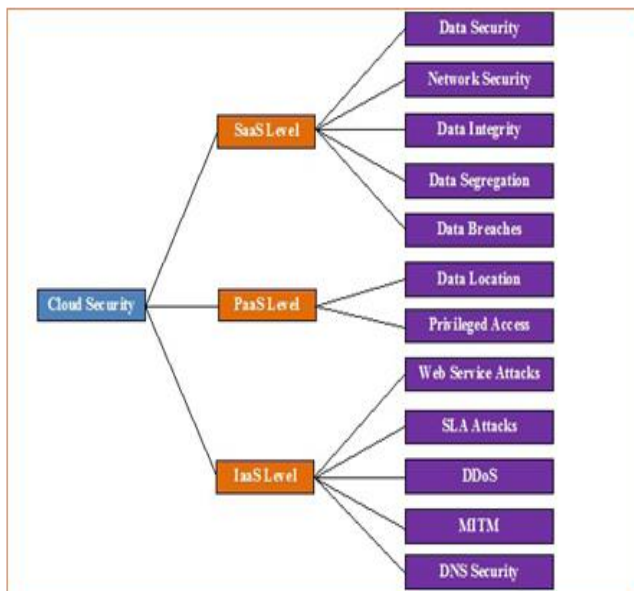 Cloud Security
SaaS Level
Data Security
Network Security
Data Integrity
Data Segregation
Data Breaches
PaaS Level
Data Location
Privileged Access
IaaS Level
Web Service Attacks
SLA Attacks
DDoS
MITM
DNS Security